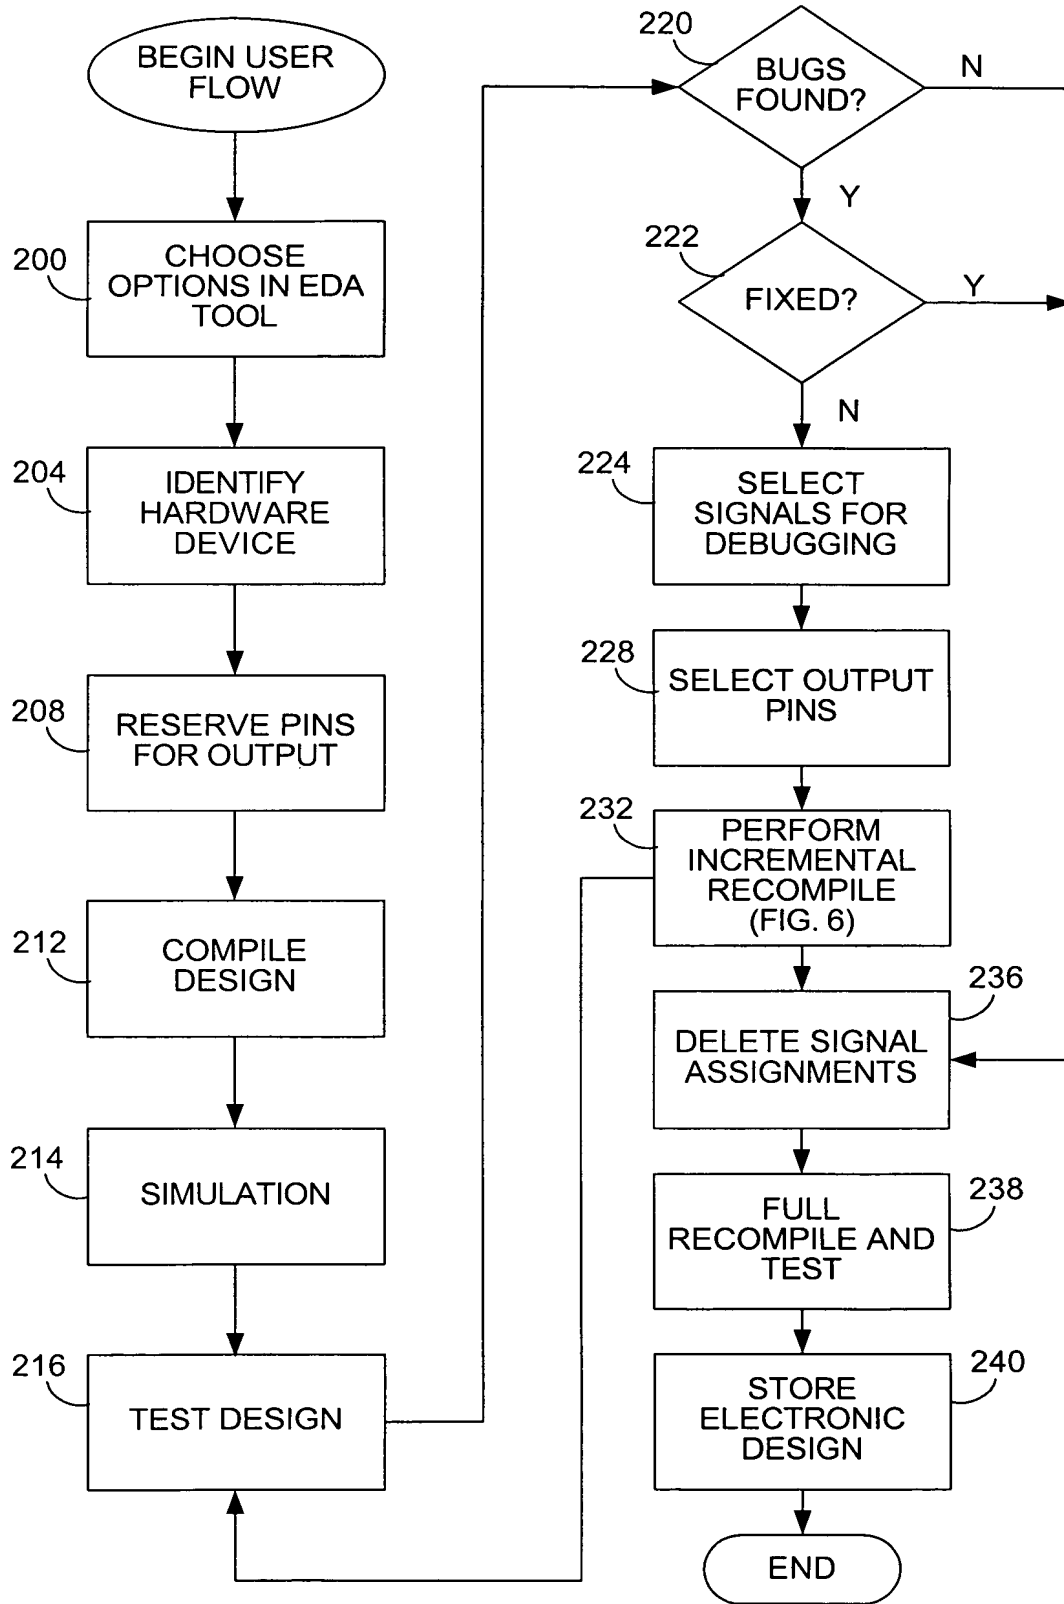 BEGIN USER
FLOW
200
CHOOSE
OPTIONS IN EDA
TOOL
204
IDENTIFY
HARDWARE
DEVICE
208
RESERVE PINS
FOR OUTPUT
212
COMPILE
DESIGN
214
SIMULATION
216
TEST DESIGN
220
BUGS
FOUND?
N
Y
222
FIXED?
Y
N
224
SELECT
SIGNALS FOR
DEBUGGING
228
SELECT OUTPUT
PINS
232
PERFORM
INCREMENTAL
RECOMPILE
(FIG. 6)
236
DELETE SIGNAL
ASSIGNMENTS
238
FULL
RECOMPILE AND
TEST
240
STORE
ELECTRONIC
DESIGN
END